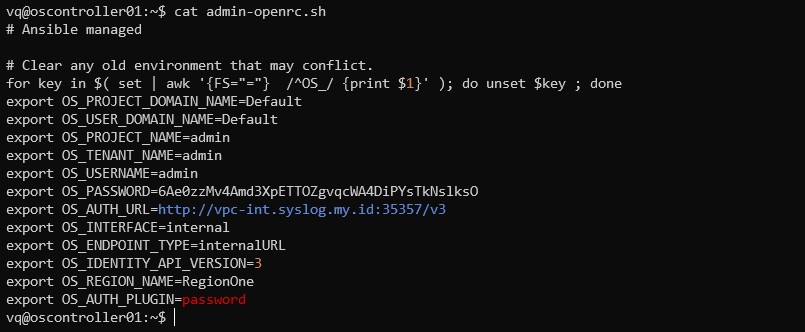 vq@oscontroller01:~$ cat admin-openrc.sh
# Ansible managed

# Clear any old environment that may conflict.
for key in $( set | awk '{FS="="}  /^OS_/ {print $1}' ); do unset $key ; done
export OS_PROJECT_DOMAIN_NAME=Default
export OS_USER_DOMAIN_NAME=Default
export OS_PROJECT_NAME=admin
export OS_TENANT_NAME=admin
export OS_USERNAME=admin
export OS_PASSWORD=6Ae0zzMv4Amd3XpETTOZgvqcWA4DiPYsTkNslksO
export OS_AUTH_URL=http://vpc-int.syslog.my.id:35357/v3
export OS_INTERFACE=internal
export OS_ENDPOINT_TYPE=internalURL
export OS_IDENTITY_API_VERSION=3
export OS_REGION_NAME=RegionOne
export OS_AUTH_PLUGIN=password
vq@oscontroller01:~$